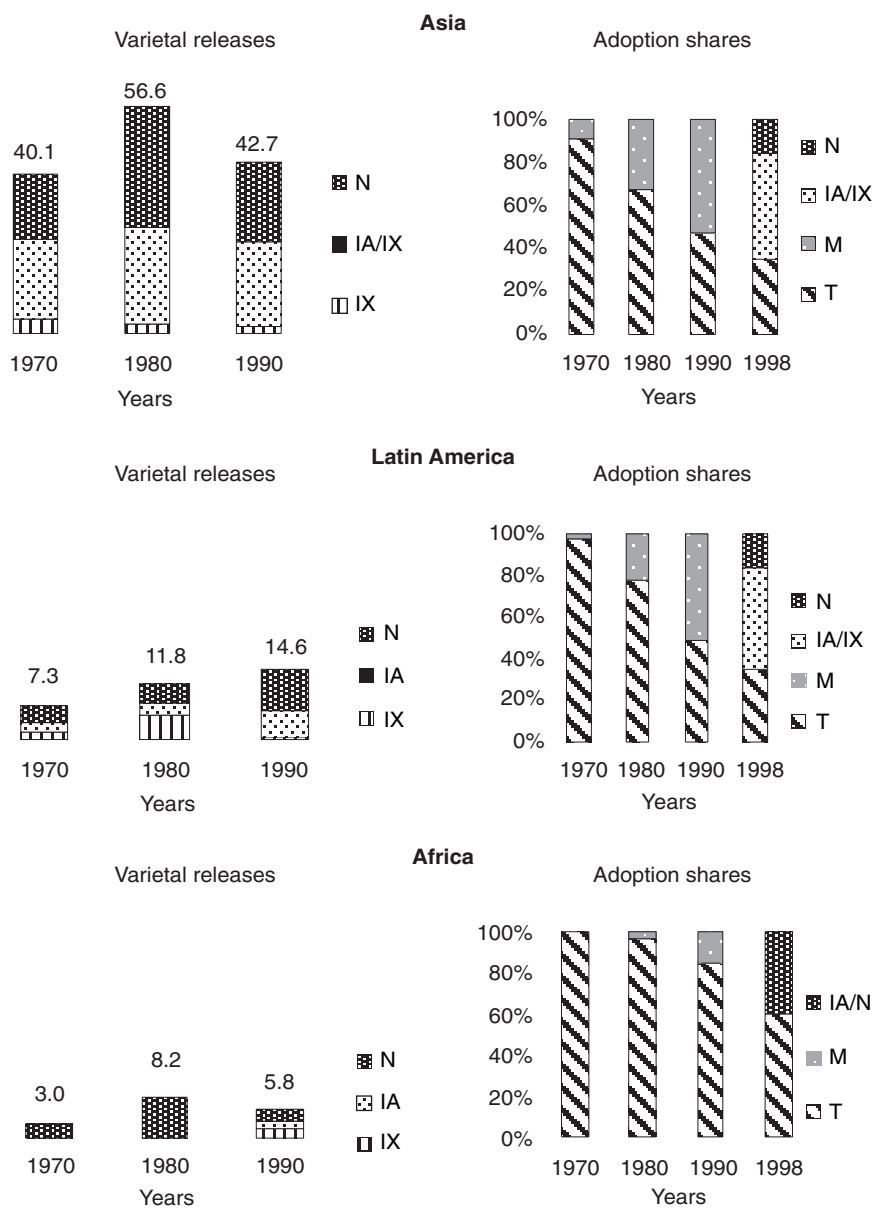 Asia
Varietal releases
Adoption shares
56.6
40.1
42.7
N
IA/IX
IX
1970
1980
1990
Years
100%
80%
60%
40%
20%
0%
N
IA/IX
M
T
1970
1980
1990
1998
Years
Latin America
Varietal releases
Adoption shares
7.3
11.8
14.6
N
IA
IX
1970
1980
1990
Years
100%
80%
60%
40%
20%
0%
N
IA/IX
M
T
1970
1980
1990
1998
Years
Africa
Varietal releases
Adoption shares
3.0
8.2
5.8
N
IA
IX
1970
1980
1990
Years
100%
80%
60%
40%
20%
0%
IA/N
M
T
1970
1980
1990
1998
Years